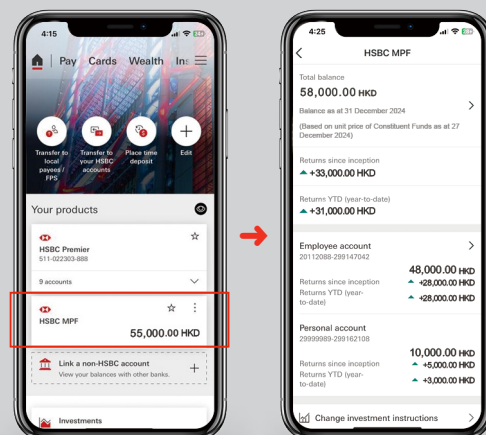 4:15
Pay Cards Wealth Ins
Transfer to
local
payees /
FPS
Transfer to
your HSBC
accounts
Place time
deposit
Edit
Your products
HSBC Premier
511-022303-888
9 accounts
HSBC MPF
55,000.00 HKD
Link a non-HSBC account
View your balances with other banks.
Investments
4:25
HSBC MPF
Total balance
58,000.00 HKD
Balance as at 31 December 2024
(Based on unit price of Constituent Funds as at 27
December 2024)
Returns since inception
+33,000.00 HKD
Returns YTD (year-to-date)
+31,000.00 HKD
Employee account
20112088-299147042
48,000.00 HKD
Returns since inception +28,000.00 HKD
Returns YTD (year-
to-date) +28,000.00 HKD
Personal account
29999989-299162108
10,000.00 HKD
Returns since inception +5,000.00 HKD
Returns YTD (year-
to-date) +3,000.00 HKD
Change investment instructions